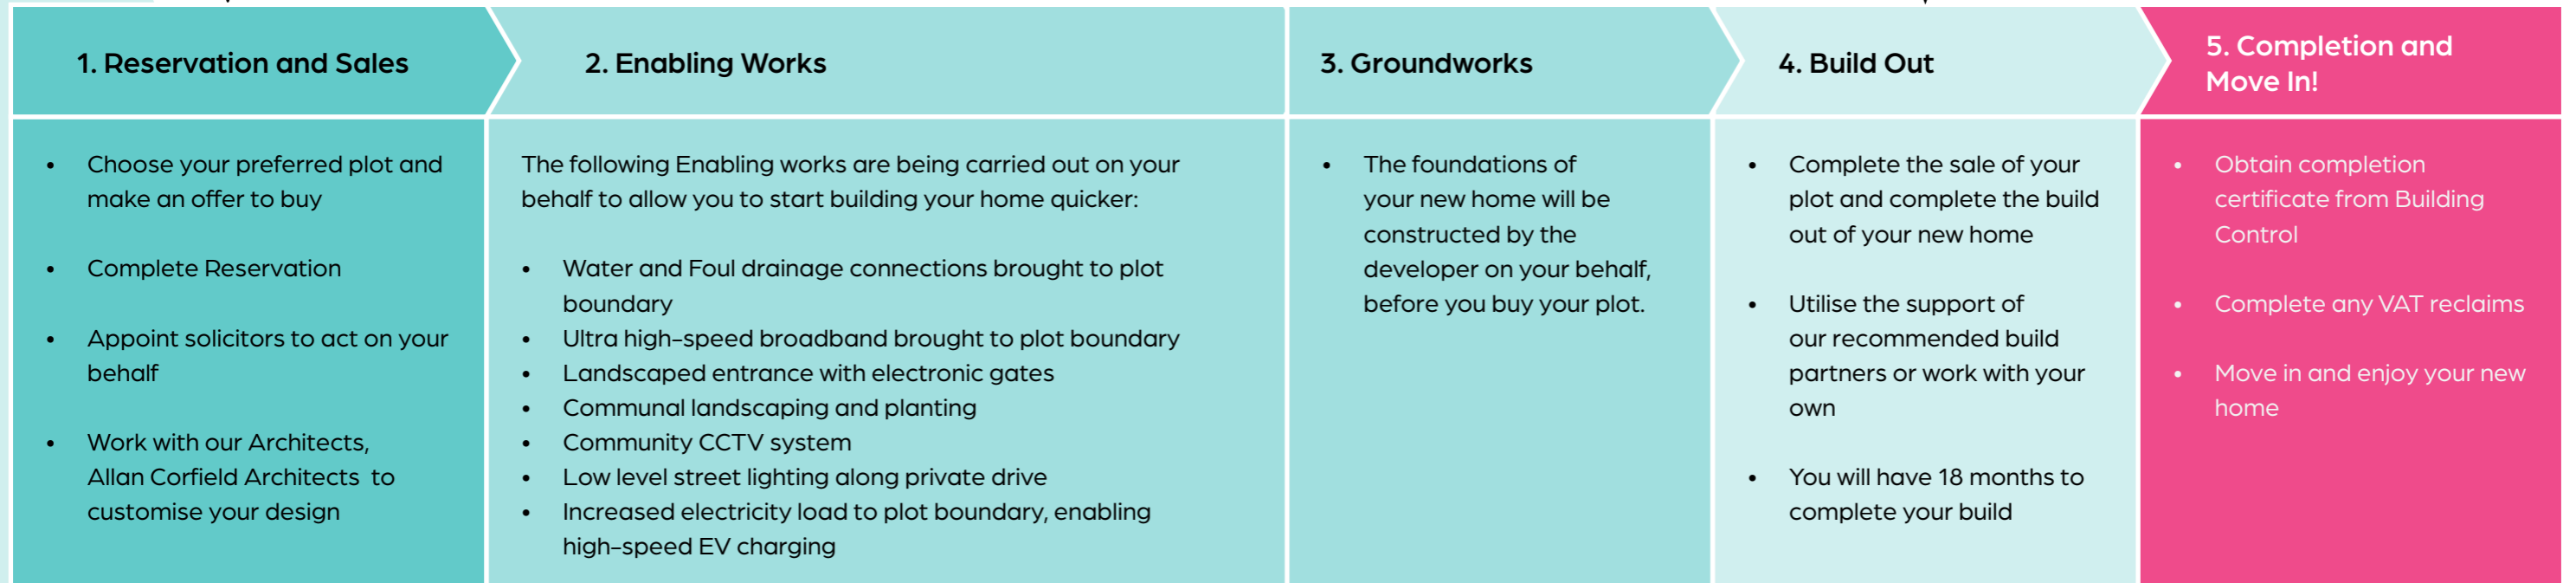 1. Reservation and Sales
• Choose your preferred plot and
make an offer to buy
• Complete Reservation
• Appoint solicitors to act on your
behalf
• Work with our Architects,
Allan Corfield Architects to
customise your design
2. Enabling Works
The following Enabling works are being carried out on your
behalf to allow you to start building your home quicker:
• Water and Foul drainage connections brought to plot
boundary
• Ultra high-speed broadband brought to plot boundary
• Landscaped entrance with electronic gates
• Communal landscaping and planting
• Community CCTV system
• Low level street lighting along private drive
• Increased electricity load to plot boundary, enabling
high-speed EV charging
3. Groundworks
• The foundations of
your new home will be
constructed by the
developer on your behalf,
before you buy your plot.
4. Build Out
• Complete the sale of your
plot and complete the build
out of your new home
• Utilise the support of
our recommended build
partners or work with your
own
• You will have 18 months to
complete your build
5. Completion and
Move In!
• Obtain completion
certificate from Building
Control
• Complete any VAT reclaims
• Move in and enjoy your new
home